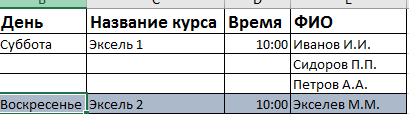 День Название курса Время ФИО
Суббота Эксель 1 10:00 Иванов И.И.
Сидоров П.П.
Петров А.А.
Воскресенье Эксель 2 10:00 Экселев М.М.